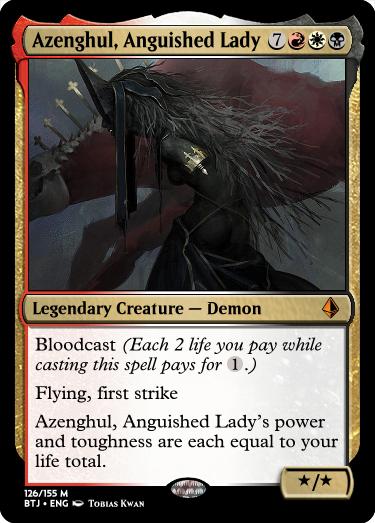 Azenghul, Anguished Lady 7
Legendary Creature — Demon
Bloodcast (Each 2 life you pay while
casting this spell pays for 1.)
Flying, first strike
Azenghul, Anguished Lady's power
and toughness are each equal to your
life total.
*/*
126/155 M
BTJ • ENG Tobias Kwan